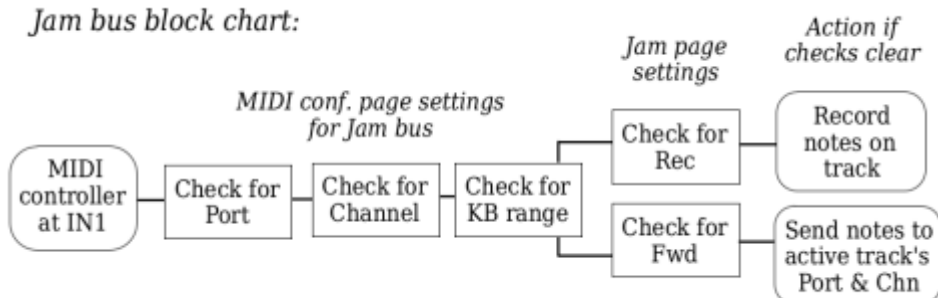 Jam bus block chart:
Action if
checks clear
Jam page
settings
MIDI conf. page settings
for Jam bus
MIDI
controller
at IN1
Check for
Port
Check for
Channel
Check for
KB range
Check for
Rec
Record
notes on
track
Check for
Fwd
Send notes to
active track's
Port & Chn